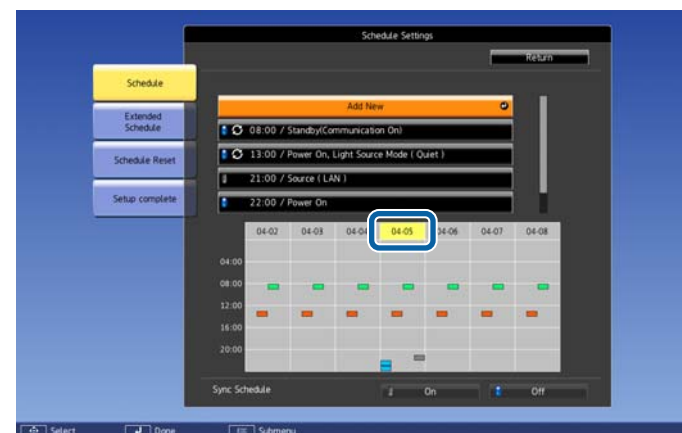 Schedule Settings
Return
Schedule
Extended
Schedule
Schedule Reset
Setup complete
Add New
08:00 / Standby(Communication On)
13:00 / Power On, Light Source Mode ( Quiet )
21:00 / Source ( LAN )
22:00 / Power On
04-02 04-03 04-04 04-05 04-06 04-07 04-08
04:00
08:00
12:00
16:00
20:00
Sync Schedule On Off
Select Done Submenu